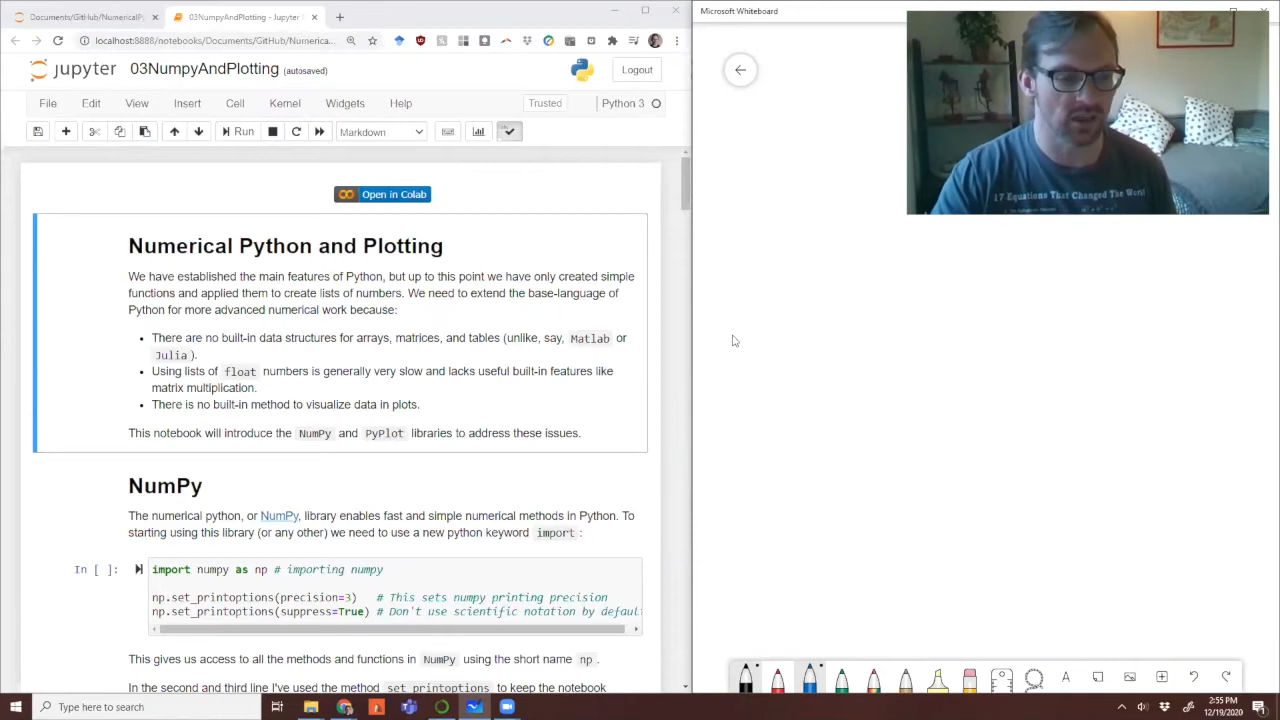 Documents/GitHub/NumericalPy
03NumpyAndPlotting - Jupyter
localhost:8888/notebooks/Documents/GitHub/Numerica...
jupyter 03NumpyAndPlotting (autosaved)
Logout
File Edit View Insert Cell Kernel Widgets Help
Trusted
Python 3
Run
Markdown
Open in Colab
Numerical Python and Plotting
We have established the main features of Python, but up to this point we have only created simple
functions and applied them to create lists of numbers. We need to extend the base-language of
Python for more advanced numerical work because:
There are no built-in data structures for arrays, matrices, and tables (unlike, say, Matlab or
Julia ).
Using lists of float numbers is generally very slow and lacks useful built-in features like
matrix multiplication.
There is no built-in method to visualize data in plots.
This notebook will introduce the NumPy and PyPlot libraries to address these issues.
NumPy
The numerical python, or NumPy, library enables fast and simple numerical methods in Python. To
starting using this library (or any other) we need to use a new python keyword import :
In [ ]:
import numpy as np # importing numpy
np.set_printoptions(precision=3) # This sets numpy printing precision
np.set_printoptions(suppress=True) # Don't use scientific notation by defaul
This gives us access to all the methods and functions in NumPy using the short name np .
In the second and third line I've used the method set_printoptions to keep the notebook
Microsoft Whiteboard
17 Equations That Changed The World
A
Type here to search
2:55 PM
12/19/2020
1